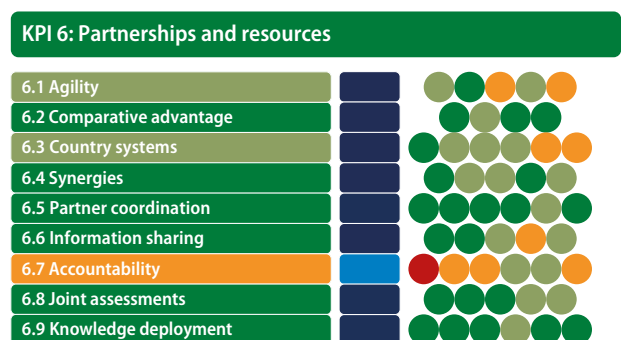 KPI 6: Partnerships and resources
6.1 Agility
6.2 Comparative advantage
6.3 Country systems
6.4 Synergies
6.5 Partner coordination
6.6 Information sharing
6.7 Accountability
6.8 Joint assessments
6.9 Knowledge deployment